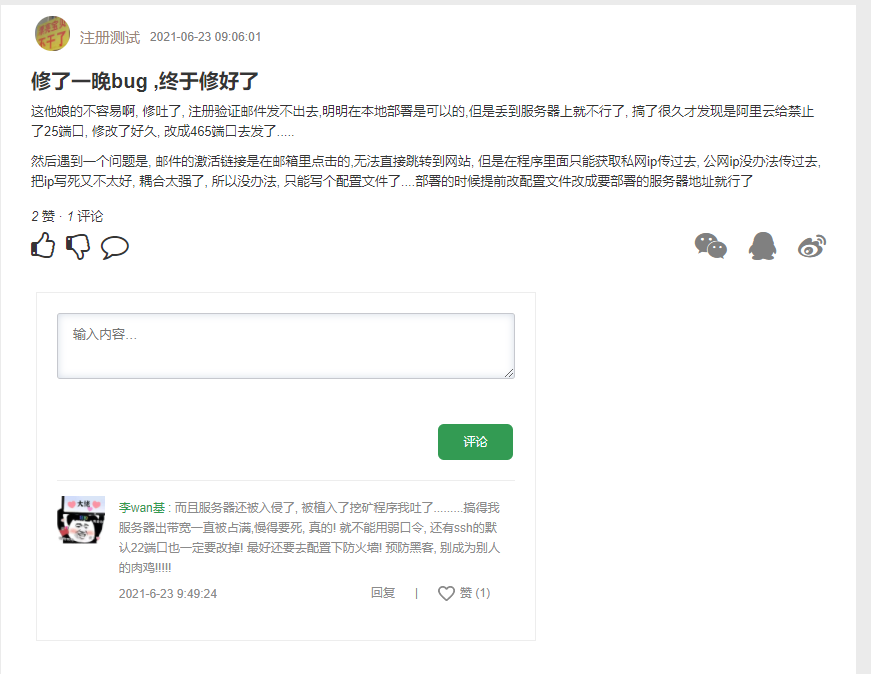 注册测试 2021-06-23 09:06:01
修了一晚bug ,终于修好了
这他娘的不容易啊, 修吐了, 注册验证邮件发不出去,明明在本地部署是可以的,但是丢到服务器上就不行了, 搞了很久才发现是阿里云给禁止
了25端口, 修改了好久, 改成465端口去发了.....
然后遇到一个问题是, 邮件的激活链接是在邮箱里点击的,无法直接跳转到网站, 但是在程序里面只能获取私网ip传过去, 公网ip没办法传过去,
把ip写死又不太好, 耦合太强了, 所以没办法, 只能写个配置文件了....部署的时候提前改配置文件改成要部署的服务器地址就行了
2 赞 · 1 评论
输入内容...
评论
大佬
李wan基 : 而且服务器还被入侵了, 被植入了挖矿程序我吐了.........搞得我
服务器出带宽一直被占满,慢得要死, 真的! 就不能用弱口令, 还有ssh的默
认22端口也一定要改掉! 最好还要去配置下防火墙! 预防黑客, 别成为别人
的肉鸡!!!!!
2021-6-23 9:49:24 回复 | 赞 (1)